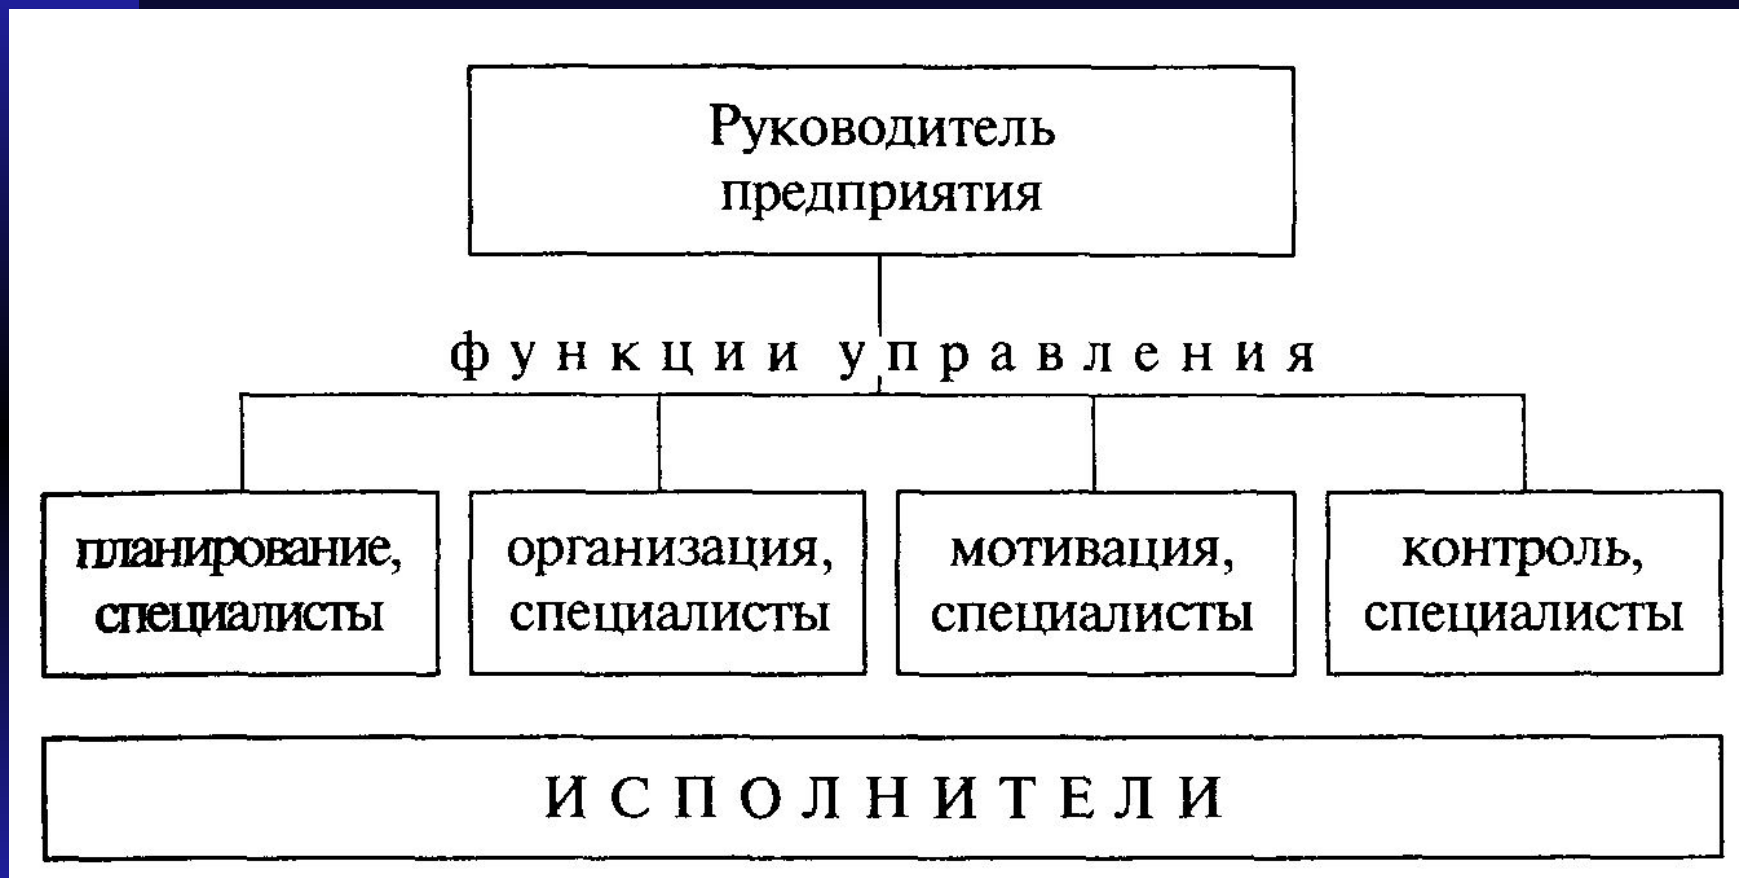 Руководитель
предприятия
функции управления
планирование,
специалисты
организация,
специалисты
мотивация,
специалисты
контроль,
специалисты
ИСПОЛНИТЕЛИ